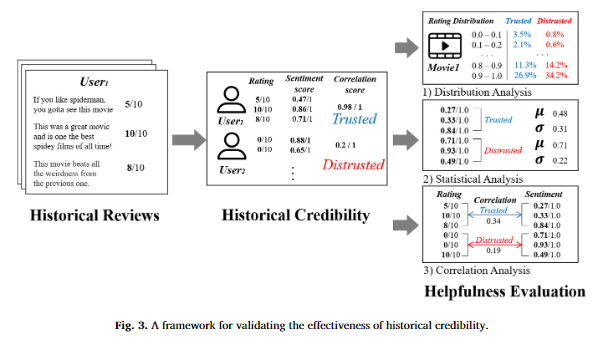 User1
If you like spiderman,
you gotta see this movie
5/10
This was a great movie
and is one the best
spidey films of all time!
10/10
This movie beats all
the weirdness from
the previous one.
8/10
Historical Reviews
Rating Sentiment score Correlation score
5/10 0.47/1
10/10 0.86/1 0.98 / 1
8/10 0.71/1 Trusted
User1
0/10 0.88/1 0.2 / 1
0/10 0.65/1
User2 Distrusted
⋮
Historical Credibility
Rating Distribution Trusted Distrusted
0.0 – 0.1 3.5% 0.8%
0.1 – 0.2 2.1% 0.6%
... ...
Movie1 0.8 – 0.9 11.3% 14.2%
0.9 – 1.0 26.9% 34.2%
1) Distribution Analysis
0.27/1.0
0.33/1.0 Trusted
0.84/1.0
0.71/1.0
0.93/1.0 Distrusted
0.49/1.0
μ 0.48
σ 0.31
μ 0.71
σ 0.22
2) Statistical Analysis
Rating Correlation Sentiment
5/10 0.27/1.0
10/10 Trusted 0.33/1.0
8/10 0.34 0.84/1.0
0/10 0.71/1.0
0/10 Distrusted 0.93/1.0
10/10 0.19 0.49/1.0
3) Correlation Analysis
Helpfulness Evaluation
Fig. 3. A framework for validating the effectiveness of historical credibility.